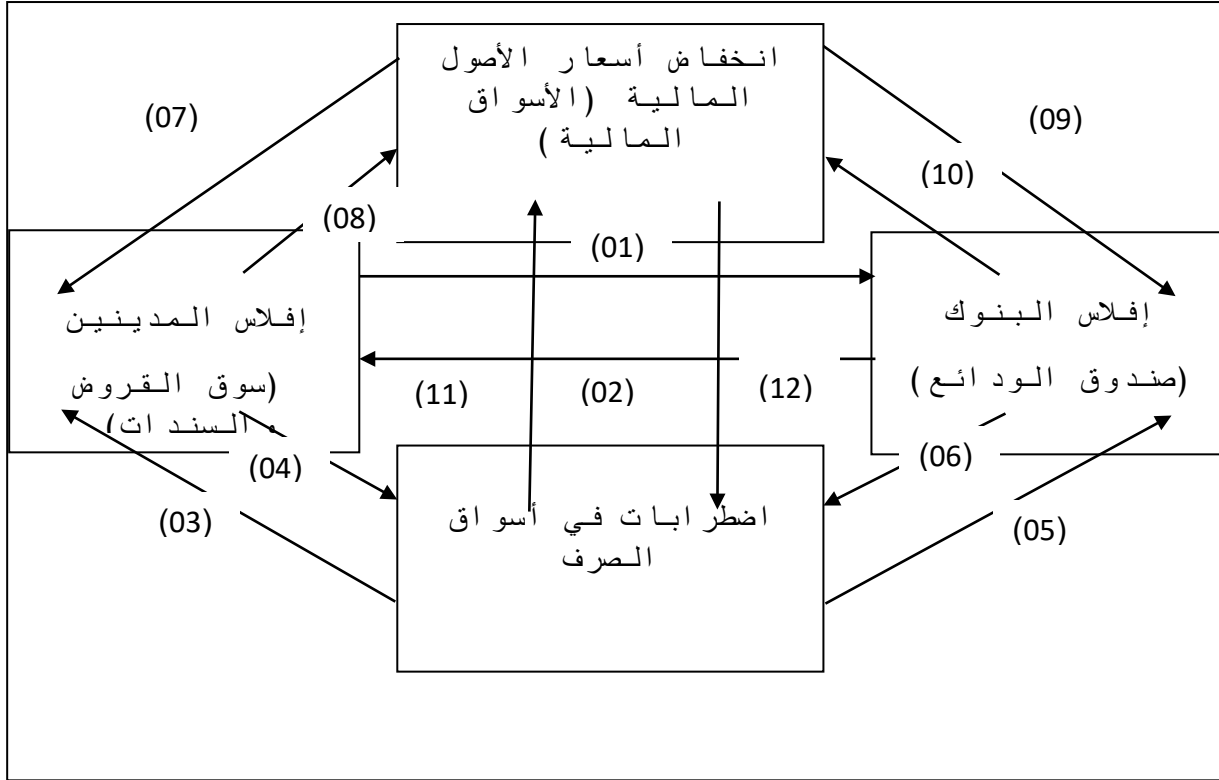 انخفاض أسعار الأصول
المالية (الأسواق
المالية)
(07)
(09)
(10)
(08)
(01)
إفلاس المدينين
(سوق القروض
و السندات)
إفلاس البنوك
(صندوق الودائع)
(11)
(02)
(12)
(04)
(06)
(03)
(05)
اضطرابات في أسواق
الصرف